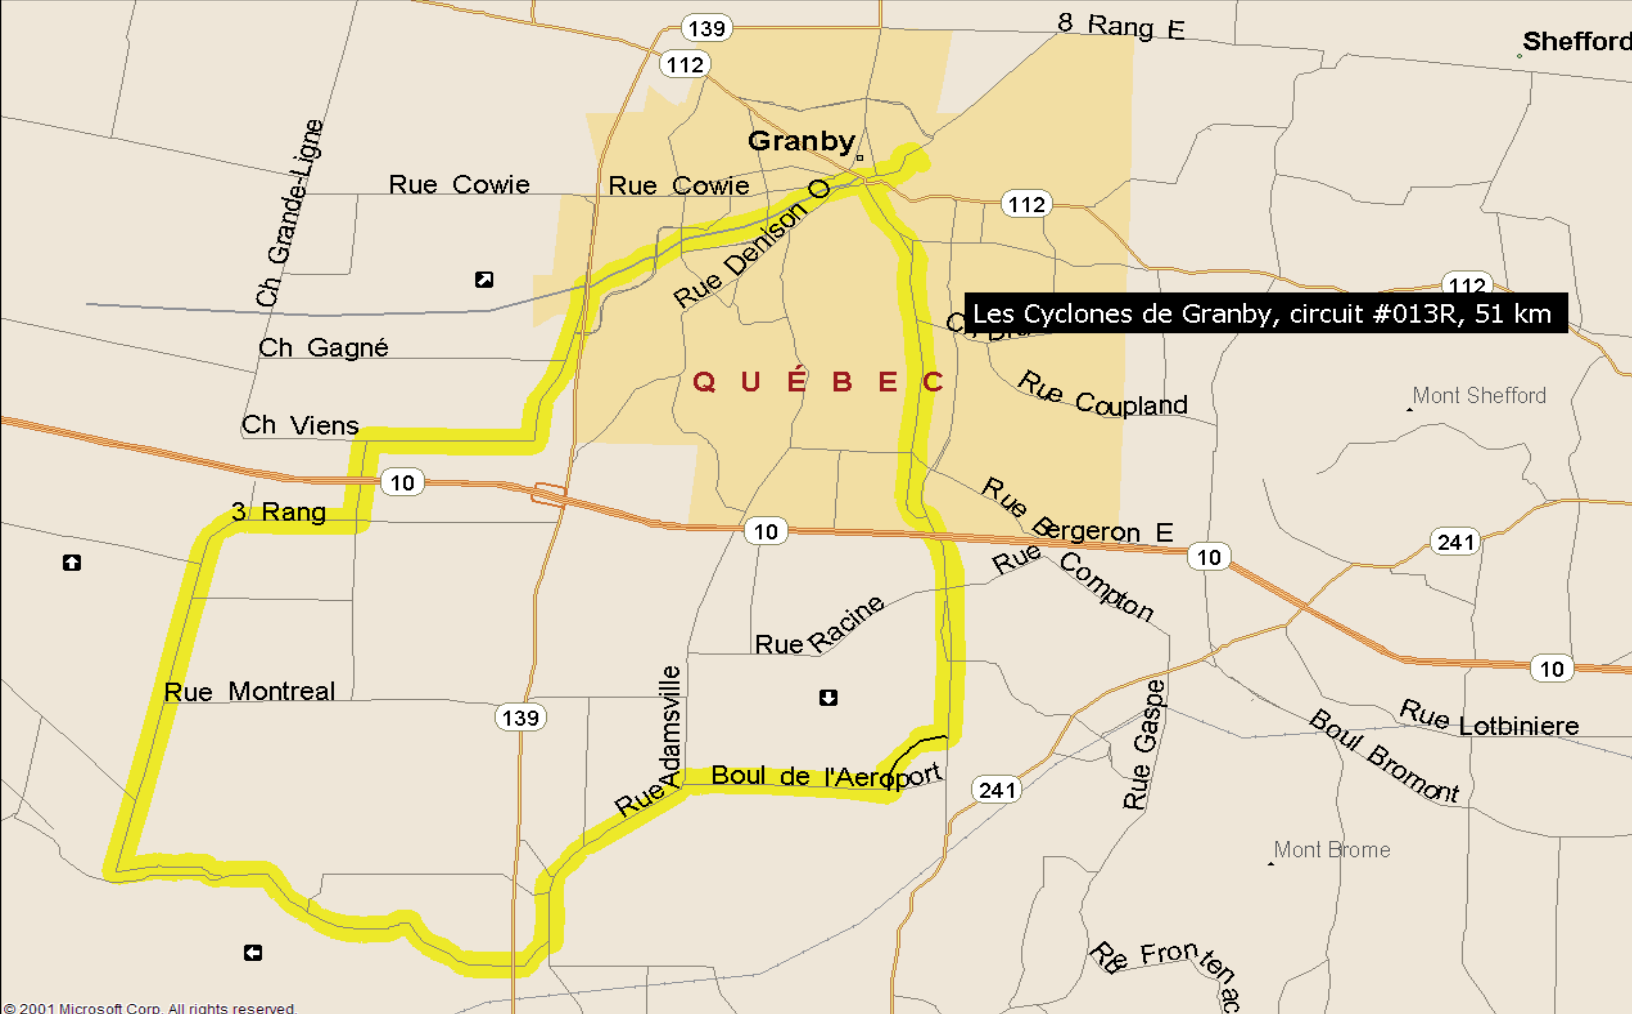 139
8 Rang E
Shefford
112
Granby
Ch Grande-Ligne
Rue Cowie
Rue Cowie
112
Rue Denison O
112
Les Cyclones de Granby, circuit #013R, 51 km
Ch Gagné
QUÉBEC
Rue Coupland
Mont Shefford
Ch Viens
10
3 Rang
Rue Bergeron E
10
10
241
Rue Compton
Rue Racine
10
Rue Montreal
139
Rue Adamsville
Rue Gaspe
Rue Lotbiniere
Boul Bromont
Boul de l'Aeroport
241
Mont Brome
Frontenac
© 2001 Microsoft Corp. All rights reserved.